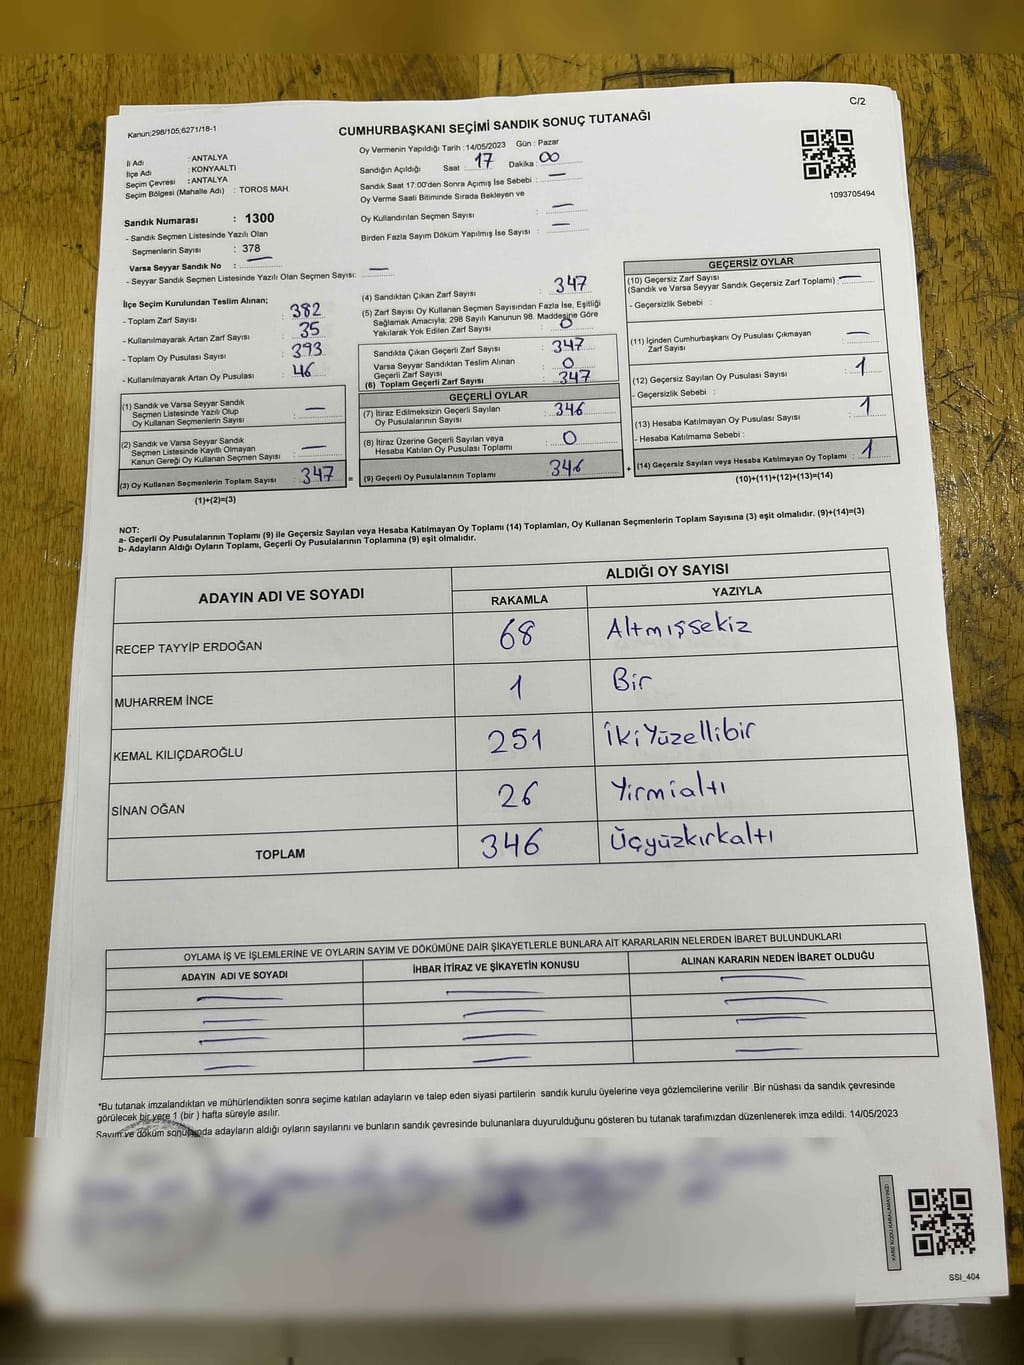 C/2
Kanun;298/105;6271/18-1
CUMHURBAŞKANI SEÇİMİ SANDIK SONUÇ TUTANAĞI
İl Adı : ANTALYA
İlçe Adı : KONYAALTI
Seçim Çevresi : ANTALYA
Seçim Bölgesi (Mahalle Adı) : TOROS MAH.
Oy Vermenin Yapıldığı Tarih : 14/05/2023 Gün : Pazar
Sandığın Açıldığı Saat : 17 Dakika : 00
Sandık Saat 17:00'den Sonra Açımış İse Sebebi : —
Oy Verme Saati Bitiminde Sırada Bekleyen ve
Oy Kullandırılan Seçmen Sayısı : —
Birden Fazla Sayım Döküm Yapılmış İse Sayısı : —
1093705494
Sandık Numarası : 1300
- Sandık Seçmen Listesinde Yazılı Olan
Seçmenlerin Sayısı : 378
Varsa Seyyar Sandık No : —
- Seyyar Sandık Seçmen Listesinde Yazılı Olan Seçmen Sayısı: —
İlçe Seçim Kurulundan Teslim Alınan;
- Toplam Zarf Sayısı : 382
- Kullanılmayarak Artan Zarf Sayısı : 35
- Toplam Oy Pusulası Sayısı : 393
- Kullanılmayarak Artan Oy Pusulası : 46
(1) Sandık ve Varsa Seyyar Sandık
Seçmen Listesinde Yazılı Olup
Oy Kullanan Seçmenlerin Sayısı : —
(2) Sandık ve Varsa Seyyar Sandık
Seçmen Listesinde Kayıtlı Olmayan
Kanun Gereği Oy Kullanan Seçmen Sayısı : —
(3) Oy Kullanan Seçmenlerin Toplam Sayısı : 347
(1)+(2)=(3)
(4) Sandıktan Çıkan Zarf Sayısı : 347
(5) Zarf Sayısı Oy Kullanan Seçmen Sayısından Fazla İse, Eşitliği
Sağlamak Amacıyla; 298 Sayılı Kanunun 98. Maddesine Göre
Yakılarak Yok Edilen Zarf Sayısı : 0
Sandıkta Çıkan Geçerli Zarf Sayısı : 347
Varsa Seyyar Sandıktan Teslim Alınan
Geçerli Zarf Sayısı : 0
(6) Toplam Geçerli Zarf Sayısı : 347
GEÇERLİ OYLAR
(7) İtiraz Edilmeksizin Geçerli Sayılan
Oy Pusulalarının Sayısı : 346
(8) İtiraz Üzerine Geçerli Sayılan veya
Hesaba Katılan Oy Pusulası Toplamı : 0
= (9) Geçerli Oy Pusulalarının Toplamı : 346
GEÇERSİZ OYLAR
(10) Geçersiz Zarf Sayısı
(Sandık ve Varsa Seyyar Sandık Geçersiz Zarf Toplamı) : —
- Geçersizlik Sebebi :
(11) İçinden Cumhurbaşkanı Oy Pusulası Çıkmayan
Zarf Sayısı : —
(12) Geçersiz Sayılan Oy Pusulası Sayısı : 1
- Geçersizlik Sebebi :
(13) Hesaba Katılmayan Oy Pusulası Sayısı : 1
- Hesaba Katılmama Sebebi :
+ (14) Geçersiz Sayılan veya Hesaba Katılmayan Oy Toplamı : 1
(10)+(11)+(12)+(13)=(14)
NOT:
a- Geçerli Oy Pusulalarının Toplamı (9) ile Geçersiz Sayılan veya Hesaba Katılmayan Oy Toplamı (14) Toplamları, Oy Kullanan Seçmenlerin Toplam Sayısına (3) eşit olmalıdır. (9)+(14)=(3)
b- Adayların Aldığı Oyların Toplamı, Geçerli Oy Pusulalarının Toplamına (9) eşit olmalıdır.
ADAYIN ADI VE SOYADI ALDIĞI OY SAYISI
RAKAMLA YAZIYLA
RECEP TAYYİP ERDOĞAN 68 Altmışsekiz
MUHARREM İNCE 1 Bir
KEMAL KILIÇDAROĞLU 251 İkiYüzellibir
SİNAN OĞAN 26 Yirmialtı
TOPLAM 346 Üçyüzkırkaltı
OYLAMA İŞ VE İŞLEMLERİNE VE OYLARIN SAYIM VE DÖKÜMÜNE DAİR ŞİKAYETLERLE BUNLARA AİT KARARLARIN NELERDEN İBARET BULUNDUKLARI
ADAYIN ADI VE SOYADI İHBAR İTİRAZ VE ŞİKAYETİN KONUSU ALINAN KARARIN NEDEN İBARET OLDUĞU
*Bu tutanak imzalandıktan ve mühürlendikten sonra seçime katılan adayların ve talep eden siyasi partilerin sandık kurulu üyelerine veya gözlemcilerine verilir .Bir nüshası da sandık çevresinde
görülecek bir yere 1 (bir ) hafta süreyle asılır.
Sayım ve döküm sonucunda adayların aldığı oyların sayılarını ve bunların sandık çevresinde bulunanlara duyurulduğunu gösteren bu tutanak tarafımızdan düzenlenerek imza edildi. 14/05/2023
KARE KODU KARALAMAYINIZ!
SSI_404